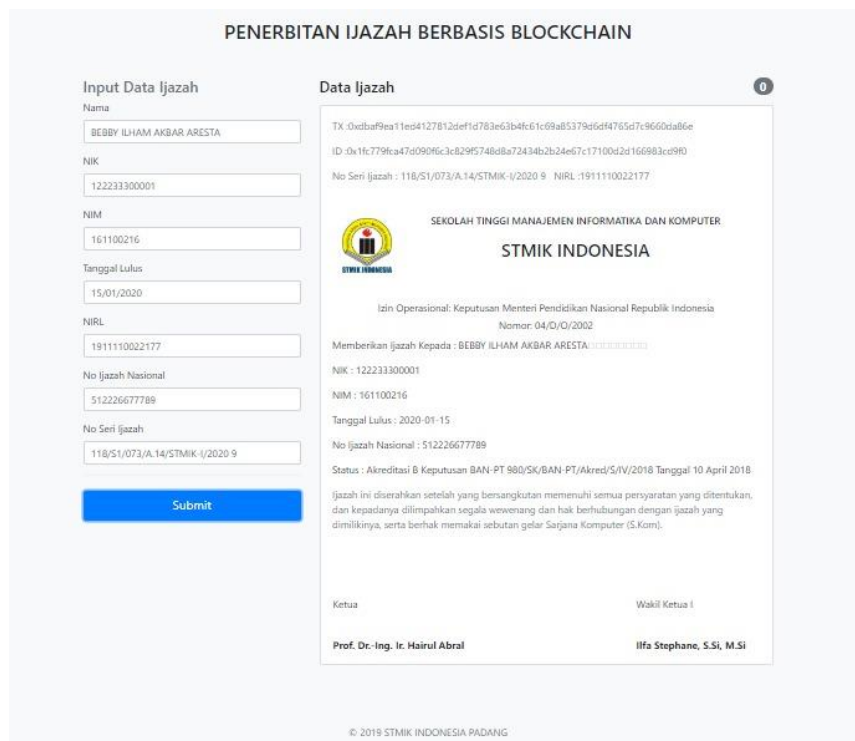 PENERBITAN IJAZAH BERBASIS BLOCKCHAIN
Input Data Ijazah
Nama
BEBBY ILHAM AKBAR ARESTA
NIK
122233300001
NIM
161100216
Tanggal Lulus
15/01/2020
NIRL
1911110022177
No Ijazah Nasional
512226677789
No Seri Ijazah
118/S1/073/A.14/STMIK-I/2020 9
Submit
Data Ijazah
0
TX :0xdbaf9ea11ed4127812def1d783e63b4fc61c69a85379d6df4765d7c9660da86e
ID :0x1fc779fca47d090f6c3c829f5748d8a72434b2b24e67c17100d2d166983cd9f0
No Seri Ijazah : 118/S1/073/A.14/STMIK-I/2020 9 NIRL :1911110022177
STMIK INDONESIA
SEKOLAH TINGGI MANAJEMEN INFORMATIKA DAN KOMPUTER
STMIK INDONESIA
Izin Operasional: Keputusan Menteri Pendidikan Nasional Republik Indonesia
Nomor: 04/D/O/2002
Memberikan Ijazah Kepada : BEBBY ILHAM AKBAR ARESTA
NIK : 122233300001
NIM : 161100216
Tanggal Lulus : 2020-01-15
No Ijazah Nasional : 512226677789
Status : Akreditasi B Keputusan BAN-PT 980/SK/BAN-PT/Akred/S/IV/2018 Tanggal 10 April 2018
Ijazah ini diserahkan setelah yang bersangkutan memenuhi semua persyaratan yang ditentukan,
dan kepadanya dilimpahkan segala wewenang dan hak berhubungan dengan ijazah yang
dimilikinya, serta berhak memakai sebutan gelar Sarjana Komputer (S.Kom).
Ketua
Wakil Ketua I
Prof. Dr.-Ing. Ir. Hairul Abral
Ilfa Stephane, S.Si, M.Si
© 2019 STMIK INDONESIA PADANG